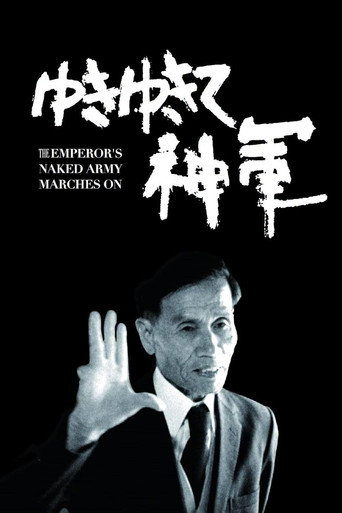 ゆきゆきて
神軍
THE EMPEROR'S
NAKED ARMY
MARCHES ON